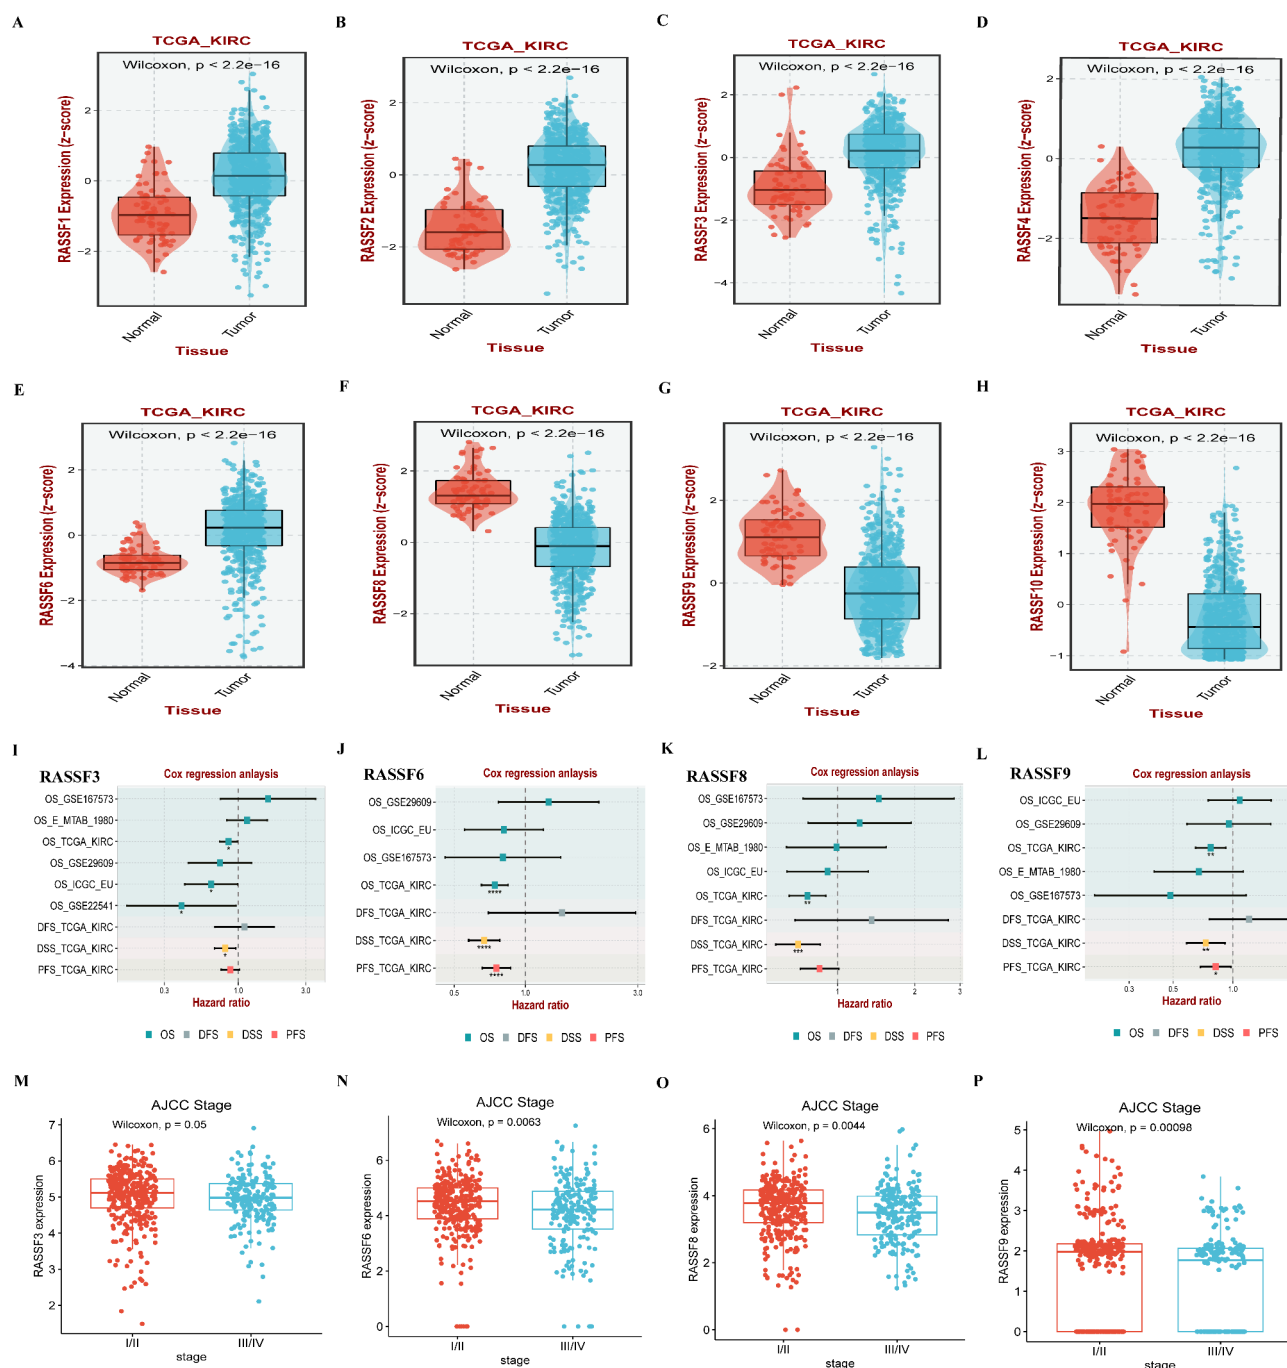 A
TCGA_KIRC
Wilcoxon, p < 2.2e−16
RASSF1 Expression (z−score)
2
0
−2
Normal
Tumor
Tissue
B
TCGA_KIRC
Wilcoxon, p < 2.2e−16
RASSF2 Expression (z−score)
2
0
−2
Normal
Tumor
Tissue
C
TCGA_KIRC
Wilcoxon, p < 2.2e−16
RASSF3 Expression (z−score)
2
0
−2
−4
Normal
Tumor
Tissue
D
TCGA_KIRC
Wilcoxon, p < 2.2e−16
RASSF4 Expression (z−score)
2
0
−2
Normal
Tumor
Tissue
E
TCGA_KIRC
Wilcoxon, p < 2.2e−16
RASSF6 Expression (z−score)
2
0
−2
−4
Normal
Tumor
Tissue
F
TCGA_KIRC
Wilcoxon, p < 2.2e−16
RASSF8 Expression (z−score)
2
0
−2
Normal
Tumor
Tissue
G
TCGA_KIRC
Wilcoxon, p < 2.2e−16
RASSF9 Expression (z−score)
2
0
−2
Normal
Tumor
Tissue
H
TCGA_KIRC
Wilcoxon, p < 2.2e−16
RASSF10 Expression (z−score)
3
2
1
0
−1
Normal
Tumor
Tissue
I
RASSF3
Cox regression anlaysis
OS_GSE167573
OS_E_MTAB_1980
OS_TCGA_KIRC
*
OS_GSE29609
OS_ICGC_EU
*
OS_GSE22541
*
DFS_TCGA_KIRC
DSS_TCGA_KIRC
*
PFS_TCGA_KIRC
0.3 1.0 3.0
Hazard ratio
OS DFS DSS PFS
J
RASSF6
Cox regression anlaysis
OS_GSE29609
OS_ICGC_EU
OS_GSE167573
OS_TCGA_KIRC
****
DFS_TCGA_KIRC
DSS_TCGA_KIRC
****
PFS_TCGA_KIRC
****
0.5 1.0 3.0
Hazard ratio
OS DFS DSS PFS
K
RASSF8
Cox regression anlaysis
OS_GSE167573
OS_GSE29609
OS_E_MTAB_1980
OS_ICGC_EU
OS_TCGA_KIRC
**
DFS_TCGA_KIRC
DSS_TCGA_KIRC
***
PFS_TCGA_KIRC
1 3
Hazard ratio
OS DFS DSS PFS
L
RASSF9
Cox regression anlaysis
OS_ICGC_EU
OS_GSE29609
OS_TCGA_KIRC
**
OS_E_MTAB_1980
OS_GSE167573
DFS_TCGA_KIRC
DSS_TCGA_KIRC
**
PFS_TCGA_KIRC
*
0.3 0.5 1.0
Hazard ratio
OS DFS DSS PFS
M
AJCC Stage
Wilcoxon, p = 0.05
RASSF3 expression
7
6
5
4
3
2
I/II
III/IV
stage
N
AJCC Stage
Wilcoxon, p = 0.0063
RASSF6 expression
6
4
2
0
I/II
III/IV
stage
O
AJCC Stage
Wilcoxon, p = 0.0044
RASSF8 expression
6
4
2
0
I/II
III/IV
stage
P
AJCC Stage
Wilcoxon, p = 0.00098
RASSF9 expression
5
4
3
2
1
0
I/II
III/IV
stage